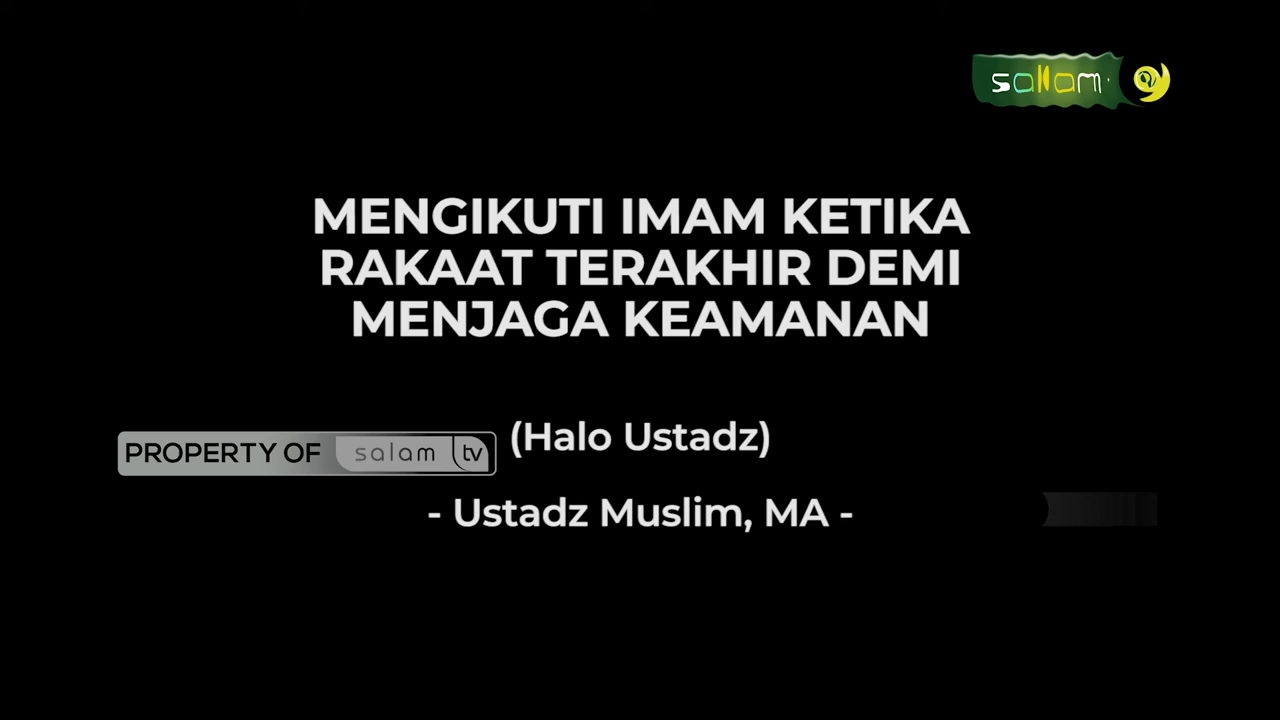 salam
MENGIKUTI IMAM KETIKA
RAKAAT TERAKHIR DEMI
MENJAGA KEAMANAN
(Halo Ustadz)
PROPERTY OF salam tv
- Ustadz Muslim, MA -